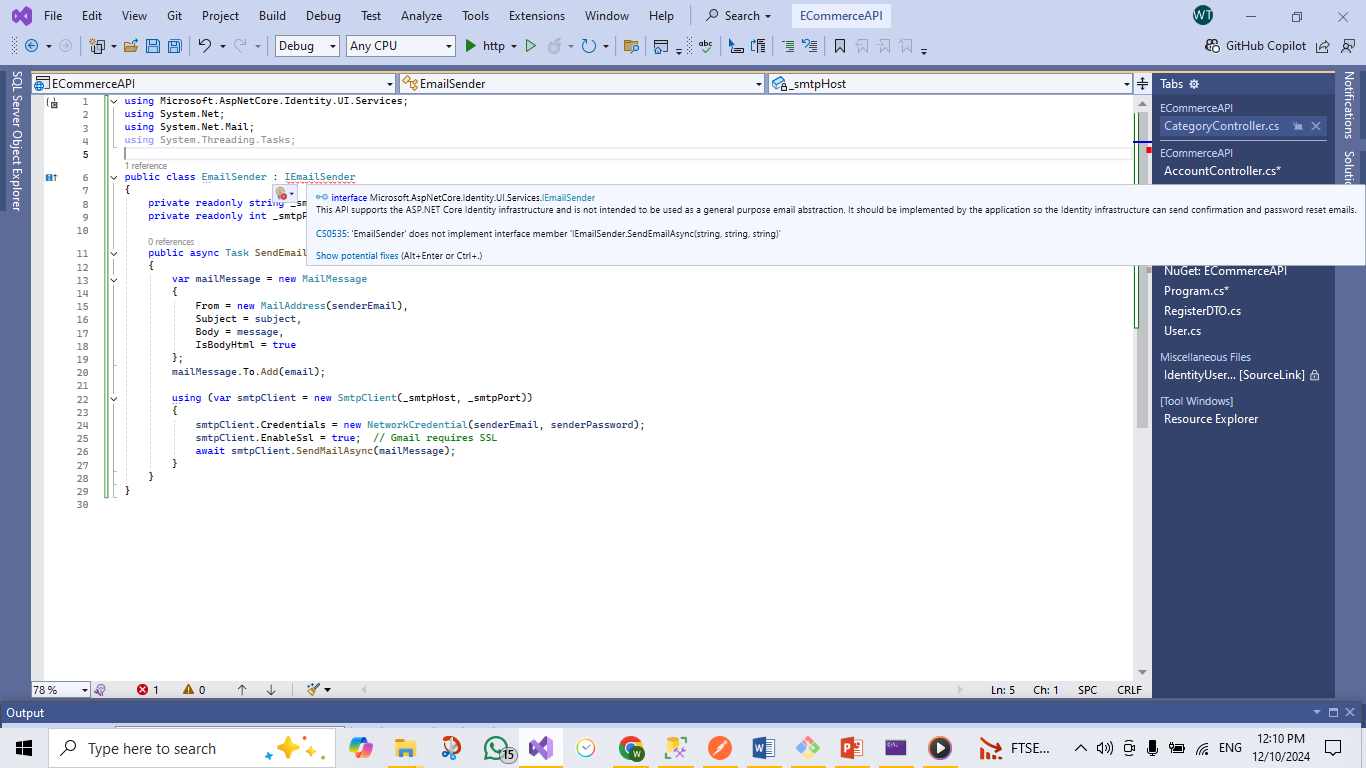 File Edit View Git Project Build Debug Test Analyze Tools Extensions Window Help Search ECommerceAPI WT
Debug Any CPU http GitHub Copilot
SQL Server Object Explorer
ECommerceAPI EmailSender _smtpHost
1 using Microsoft.AspNetCore.Identity.UI.Services;
2 using System.Net;
3 using System.Net.Mail;
4 using System.Threading.Tasks;
5
1 reference
6 public class EmailSender : IEmailSender
7 {
8 private readonly string
9 private readonly int _smtpP
10
0 references
11 public async Task SendEmail
12 {
13 var mailMessage = new MailMessage
14 {
15 From = new MailAddress(senderEmail),
16 Subject = subject,
17 Body = message,
18 IsBodyHtml = true
19 };
20 mailMessage.To.Add(email);
21
22 using (var smtpClient = new SmtpClient(_smtpHost, _smtpPort))
23 {
24 smtpClient.Credentials = new NetworkCredential(senderEmail, senderPassword);
25 smtpClient.EnableSsl = true; // Gmail requires SSL
26 await smtpClient.SendMailAsync(mailMessage);
27 }
28 }
29 }
30
interface Microsoft.AspNetCore.Identity.UI.Services.IEmailSender
This API supports the ASP.NET Core Identity infrastructure and is not intended to be used as a general purpose email abstraction. It should be implemented by the application so the Identity infrastructure can send confirmation and password reset emails.
CS0535: 'EmailSender' does not implement interface member 'IEmailSender.SendEmailAsync(string, string, string)'
Show potential fixes (Alt+Enter or Ctrl+.)
Tabs
ECommerceAPI
CategoryController.cs
ECommerceAPI
AccountController.cs*
NuGet: ECommerceAPI
Program.cs*
RegisterDTO.cs
User.cs
Miscellaneous Files
IdentityUser... [SourceLink]
[Tool Windows]
Resource Explorer
Notifications
78 % 1 0 Ln: 5 Ch: 1 SPC CRLF
Output
Type here to search 15 FTSE... ENG 12:10 PM
12/10/2024